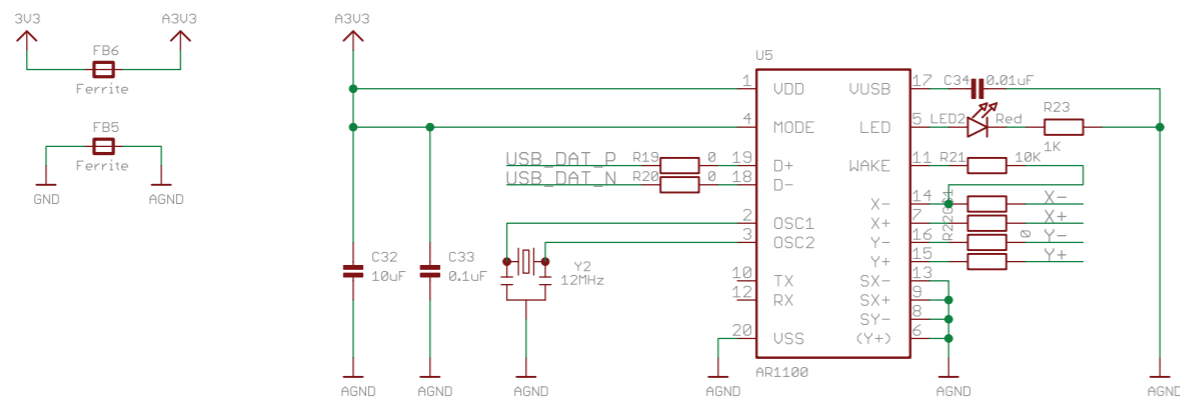 3V3
A3V3
FB6
Ferrite
FB5
Ferrite
GND
AGND
A3V3
U5
1 VDD
VUSB 17
C34 0.01uF
4 MODE
LED 5
LED2 Red
R23
1K
USB_DAT_P R19 0 19 D+
WAKE 11 R21 10K
USB_DAT_N R20 0 18 D-
X- 14 X-
2 OSC1
X+ 7 X+
3 OSC2
Y- 16 0 Y-
Y+ 15 Y+
C32
10uF
C33
0.1uF
Y2
12MHz
10 TX
SX- 13
12 RX
SX+ 9
SY- 8
20 VSS
(Y+) 6
AR1100
AGND
AGND
AGND
AGND
AGND
AGND